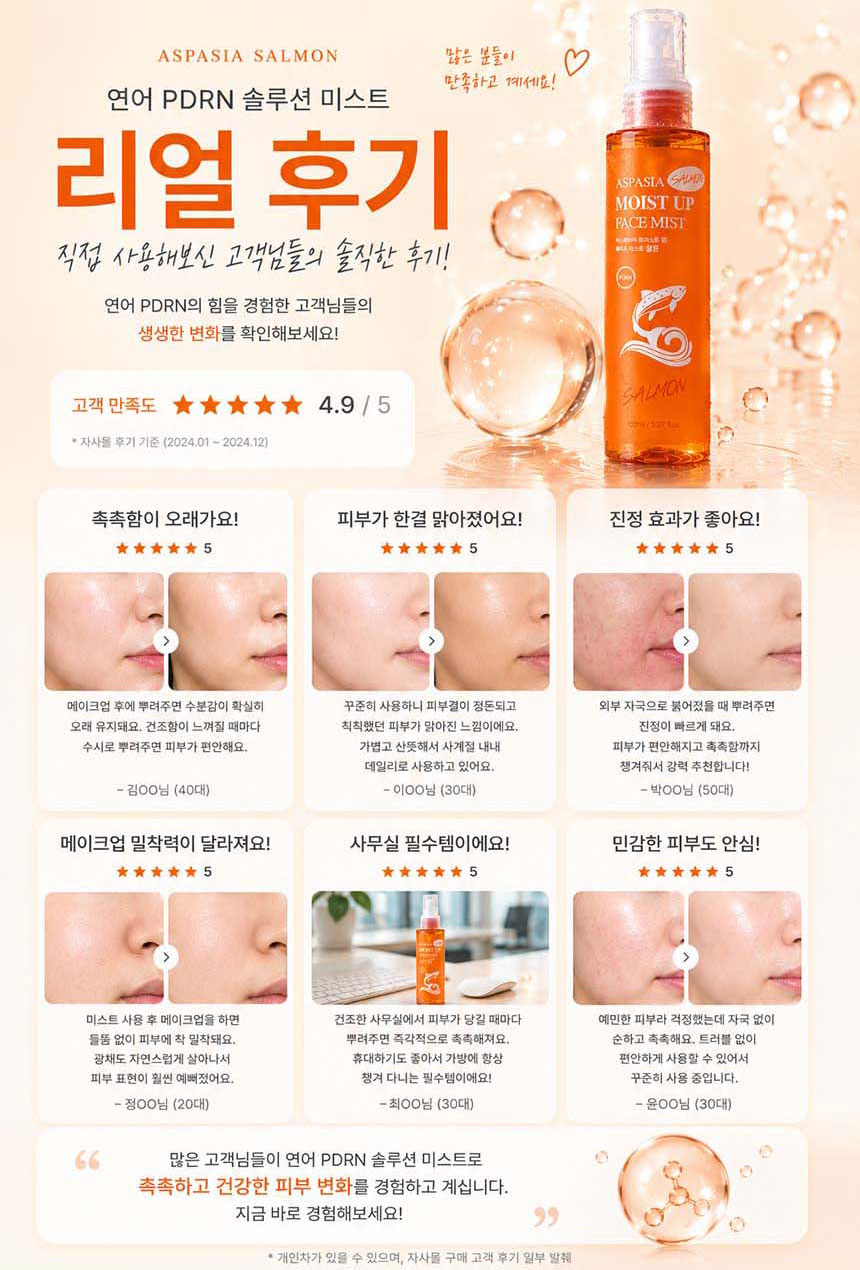 ASPASIA SALMON
많은 분들이
만족하고 계세요!
연어 PDRN 솔루션 미스트
리얼 후기
직접 사용해보신 고객님들의 솔직한 후기!
연어 PDRN의 힘을 경험한 고객님들의
생생한 변화를 확인해보세요!
고객 만족도 ★★★★★ 4.9 / 5
* 자사몰 후기 기준 (2024.01 ~ 2024.12)
ASPASIA SALMON
MOIST UP
FACE MIST
PDRN
SALMON
촉촉함이 오래가요!
★★★★★ 5
메이크업 후에 뿌려주면 수분감이 확실히
오래 유지돼요. 건조함이 느껴질 때마다
수시로 뿌려주면 피부가 편안해요.
– 김OO님 (40대)
피부가 한결 맑아졌어요!
★★★★★ 5
꾸준히 사용하니 피부결이 정돈되고
칙칙했던 피부가 맑아진 느낌이에요.
가볍고 산뜻해서 사계절 내내
데일리로 사용하고 있어요.
– 이OO님 (30대)
진정 효과가 좋아요!
★★★★★ 5
외부 자국으로 붉어졌을 때 뿌려주면
진정이 빠르게 돼요.
피부가 편안해지고 촉촉함까지
챙겨줘서 강력 추천합니다!
– 박OO님 (50대)
메이크업 밀착력이 달라져요!
★★★★★ 5
미스트 사용 후 메이크업을 하면
들뜸 없이 피부에 착 밀착돼요.
광채도 자연스럽게 살아나서
피부 표현이 훨씬 예뻐졌어요.
– 정OO님 (20대)
사무실 필수템이에요!
★★★★★ 5
MOIST UP
건조한 사무실에서 피부가 당길 때마다
뿌려주면 즉각적으로 촉촉해져요.
휴대하기도 좋아서 가방에 항상
챙겨 다니는 필수템이에요!
– 최OO님 (30대)
민감한 피부도 안심!
★★★★★ 5
예민한 피부라 걱정했는데 자국 없이
순하고 촉촉해요. 트러블 없이
편안하게 사용할 수 있어서
꾸준히 사용 중입니다.
– 윤OO님 (30대)
“ 많은 고객님들이 연어 PDRN 솔루션 미스트로
촉촉하고 건강한 피부 변화를 경험하고 계십니다.
지금 바로 경험해보세요! ”
* 개인차가 있을 수 있으며, 자사몰 구매 고객 후기 일부 발췌